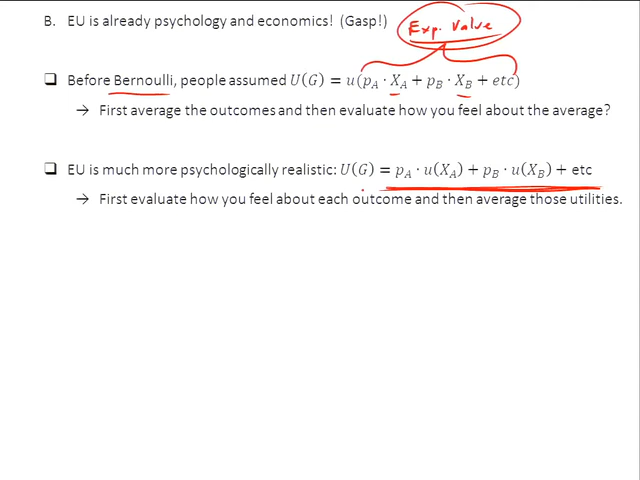 B. EU is already psychology and economics! (Gasp!)
Exp. Value
❑ Before Bernoulli, people assumed U(G) = u(p_A · X_A + p_B · X_B + etc)
→ First average the outcomes and then evaluate how you feel about the average?
❑ EU is much more psychologically realistic: U(G) = p_A · u(X_A) + p_B · u(X_B) + etc
→ First evaluate how you feel about each outcome and then average those utilities.